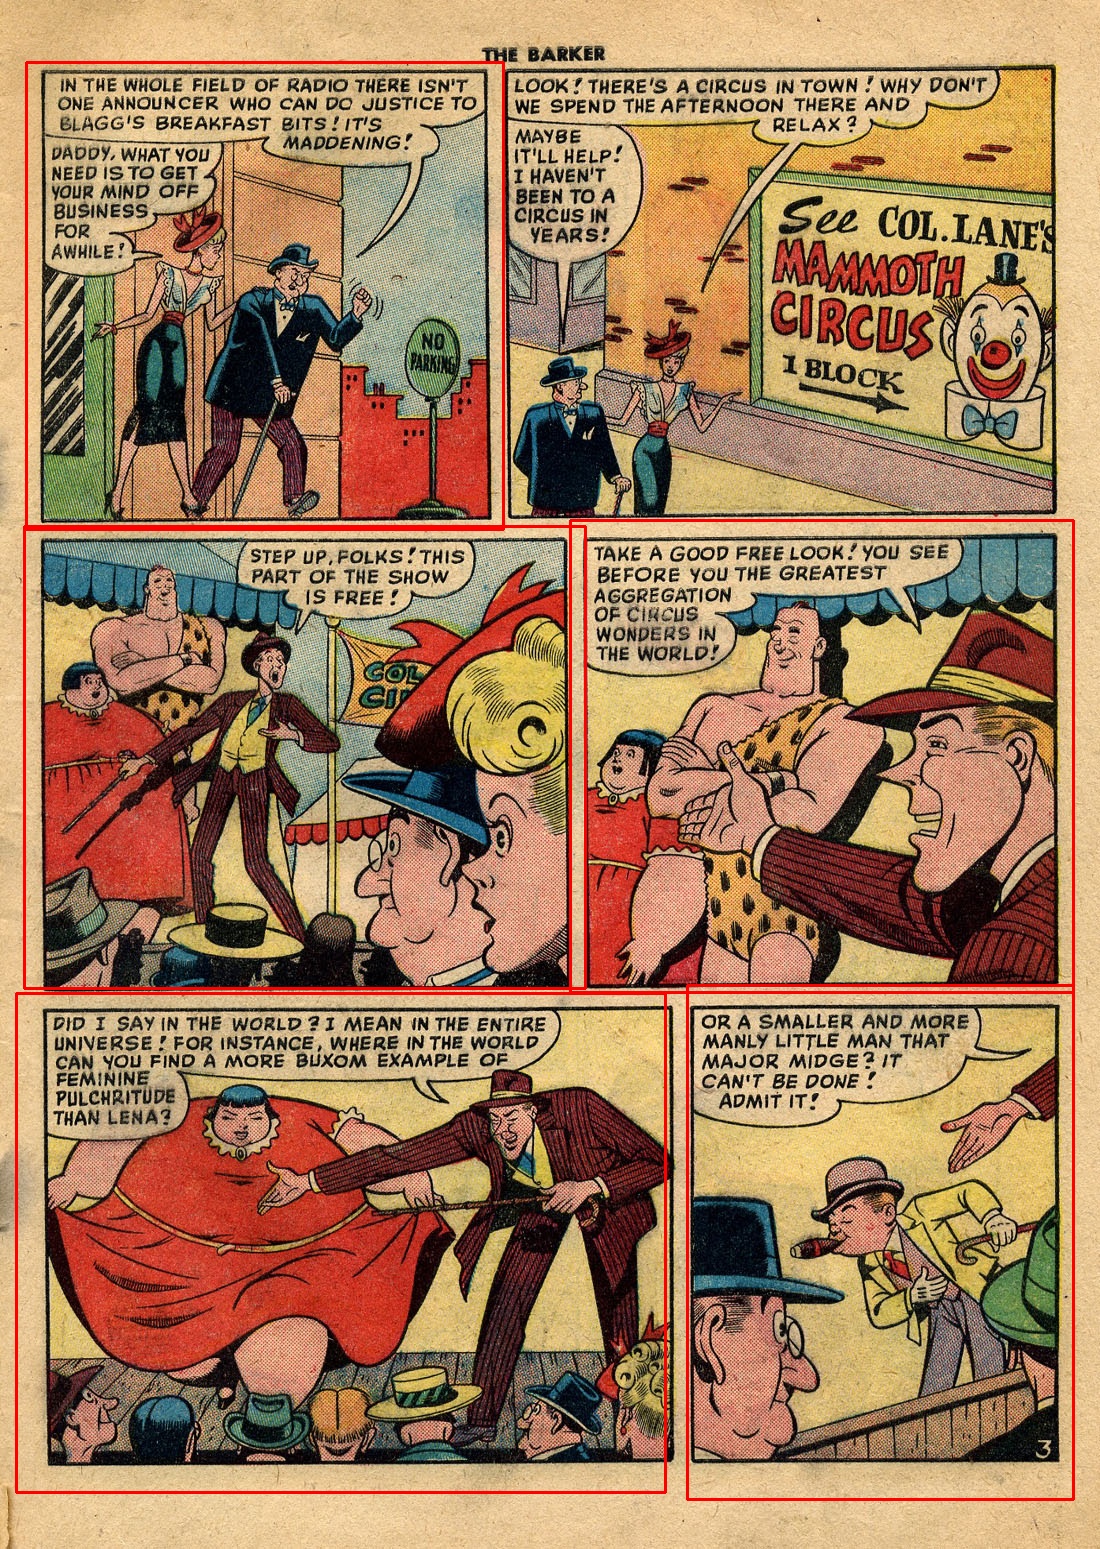 THE BARKER
IN THE WHOLE FIELD OF RADIO THERE ISN'T
ONE ANNOUNCER WHO CAN DO JUSTICE TO
BLAGG'S BREAKFAST BITS! IT'S
MADDENING!
DADDY, WHAT YOU
NEED IS TO GET
YOUR MIND OFF
BUSINESS
FOR
AWHILE!
NO
PARKING
LOOK! THERE'S A CIRCUS IN TOWN! WHY DON'T
WE SPEND THE AFTERNOON THERE AND
RELAX?
MAYBE
IT'LL HELP!
I HAVEN'T
BEEN TO A
CIRCUS IN
YEARS!
See COL. LANE'S
MAMMOTH
CIRCUS
1 BLOCK
STEP UP, FOLKS! THIS
PART OF THE SHOW
IS FREE!
COL
CI
TAKE A GOOD FREE LOOK! YOU SEE
BEFORE YOU THE GREATEST
AGGREGATION
OF CIRCUS
WONDERS IN
THE WORLD!
DID I SAY IN THE WORLD? I MEAN IN THE ENTIRE
UNIVERSE! FOR INSTANCE, WHERE IN THE WORLD
CAN YOU FIND A MORE BUXOM EXAMPLE OF
FEMININE
PULCHRITUDE
THAN LENA?
OR A SMALLER AND MORE
MANLY LITTLE MAN THAT
MAJOR MIDGE? IT
CAN'T BE DONE!
ADMIT IT!
3